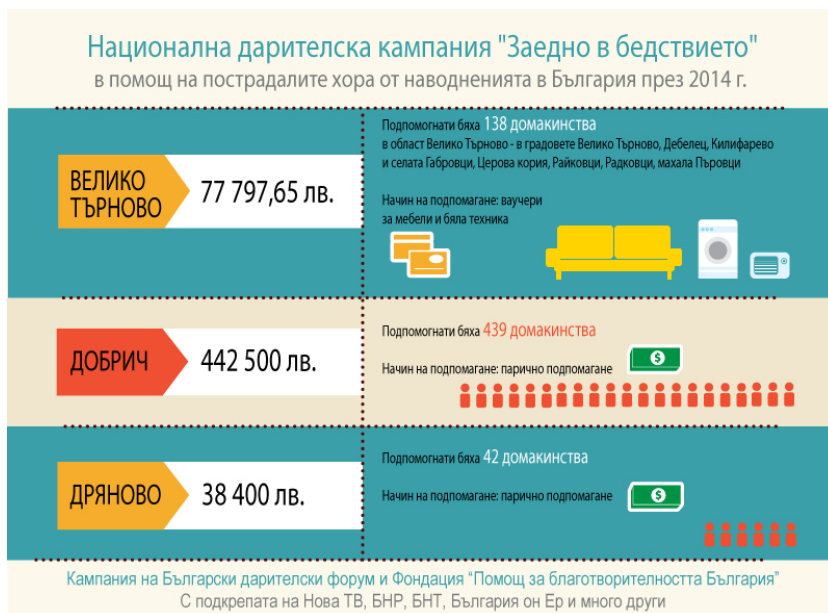 Национална дарителска кампания "Заедно в бедствието"
в помощ на пострадалите хора от наводненията в България през 2014 г.
ВЕЛИКО
ТЪРНОВО
77 797,65 лв.
Подпомогнати бяха 138 домакинства
в област Велико Търново - в градовете Велико Търново, Дебелец, Килифарево
и селата Габровци, Церова кория, Райковци, Радковци, махала Пъровци
Начин на подпомагане: ваучери
за мебели и бяла техника
ДОБРИЧ
442 500 лв.
Подпомогнати бяха 439 домакинства
Начин на подпомагане: парично подпомагане
$
ДРЯНОВО
38 400 лв.
Подпомогнати бяха 42 домакинства
Начин на подпомагане: парично подпомагане
$
Кампания на Български дарителски форум и Фондация “Помощ за благотворителността България”
С подкрепата на Нова ТВ, БНР, БНТ, България он Ер и много други